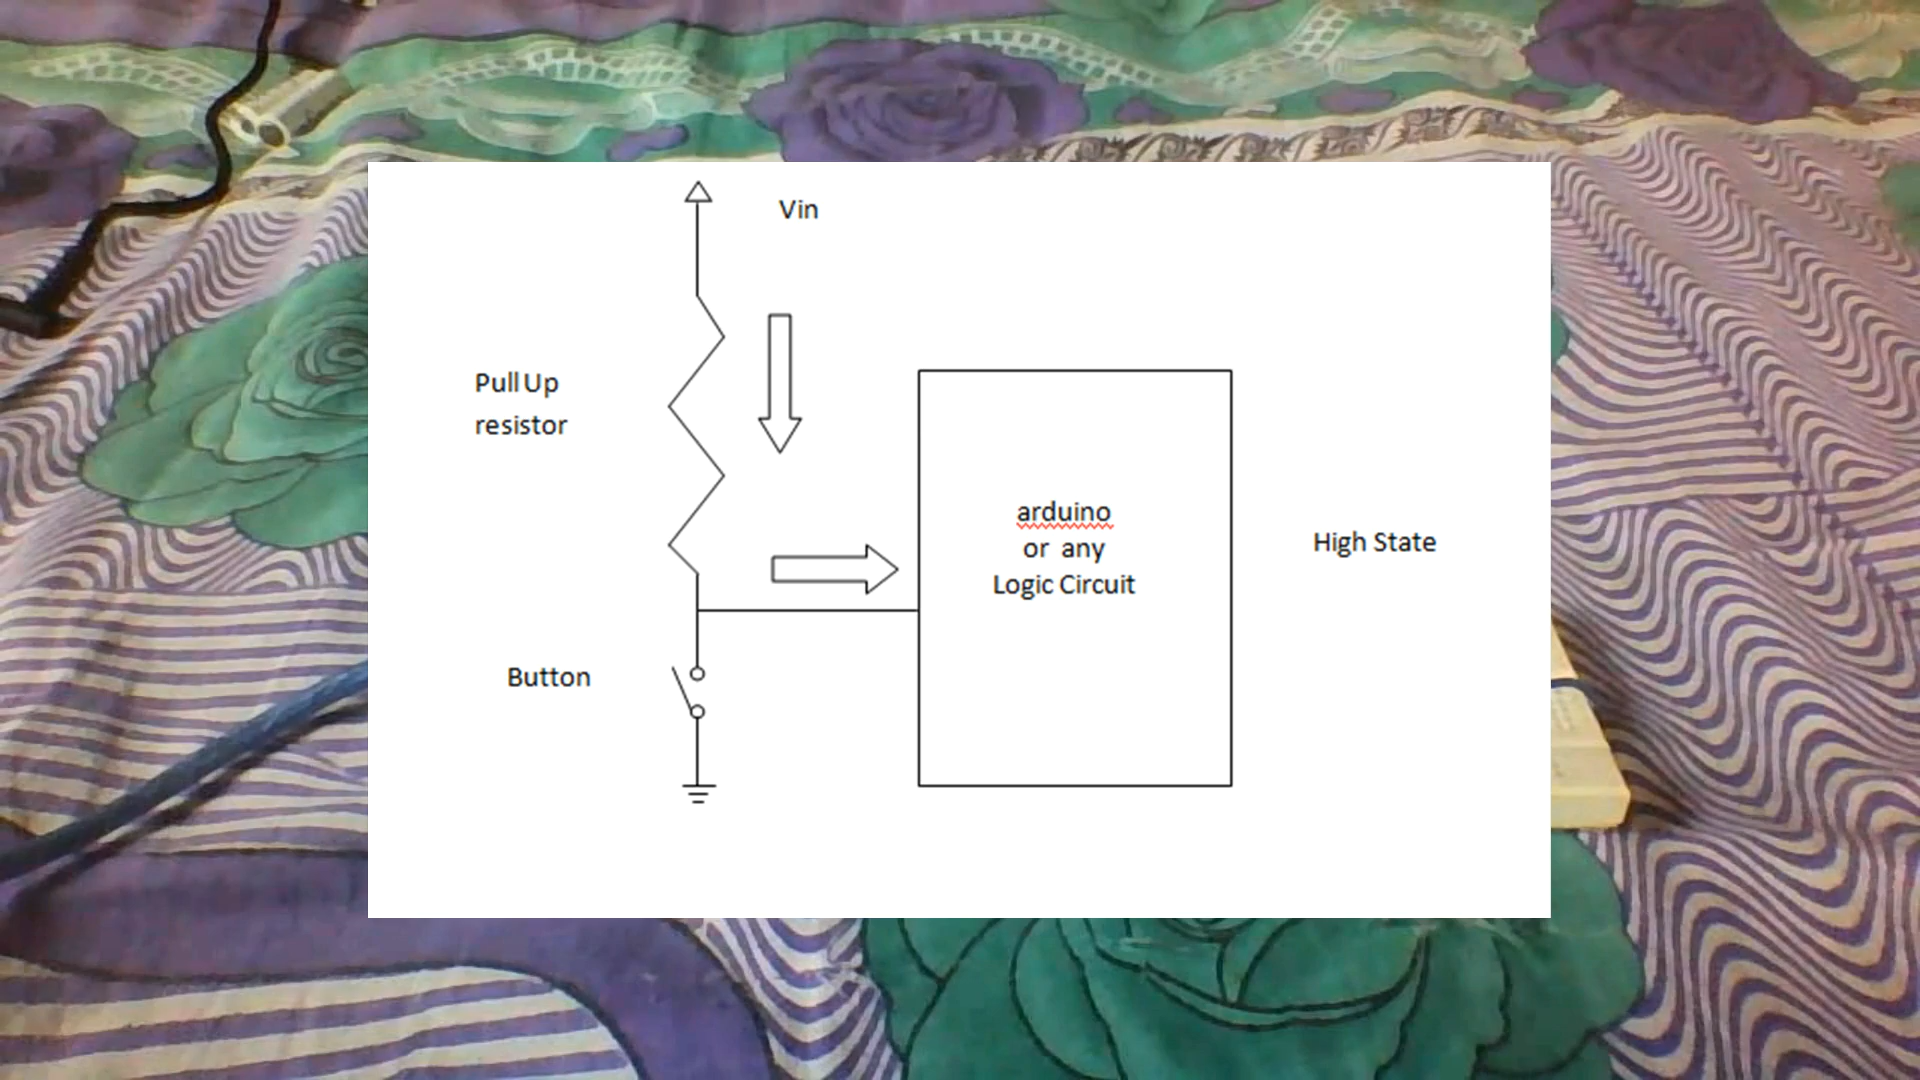 Vin
Pull Up
resistor
arduino
or any
Logic Circuit
High State
Button